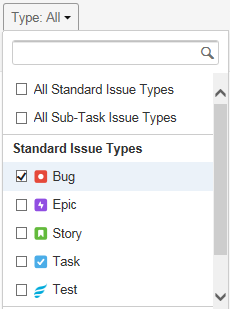 Type: All
All Standard Issue Types
All Sub-Task Issue Types
Standard Issue Types
Bug
Epic
Story
Task
Test